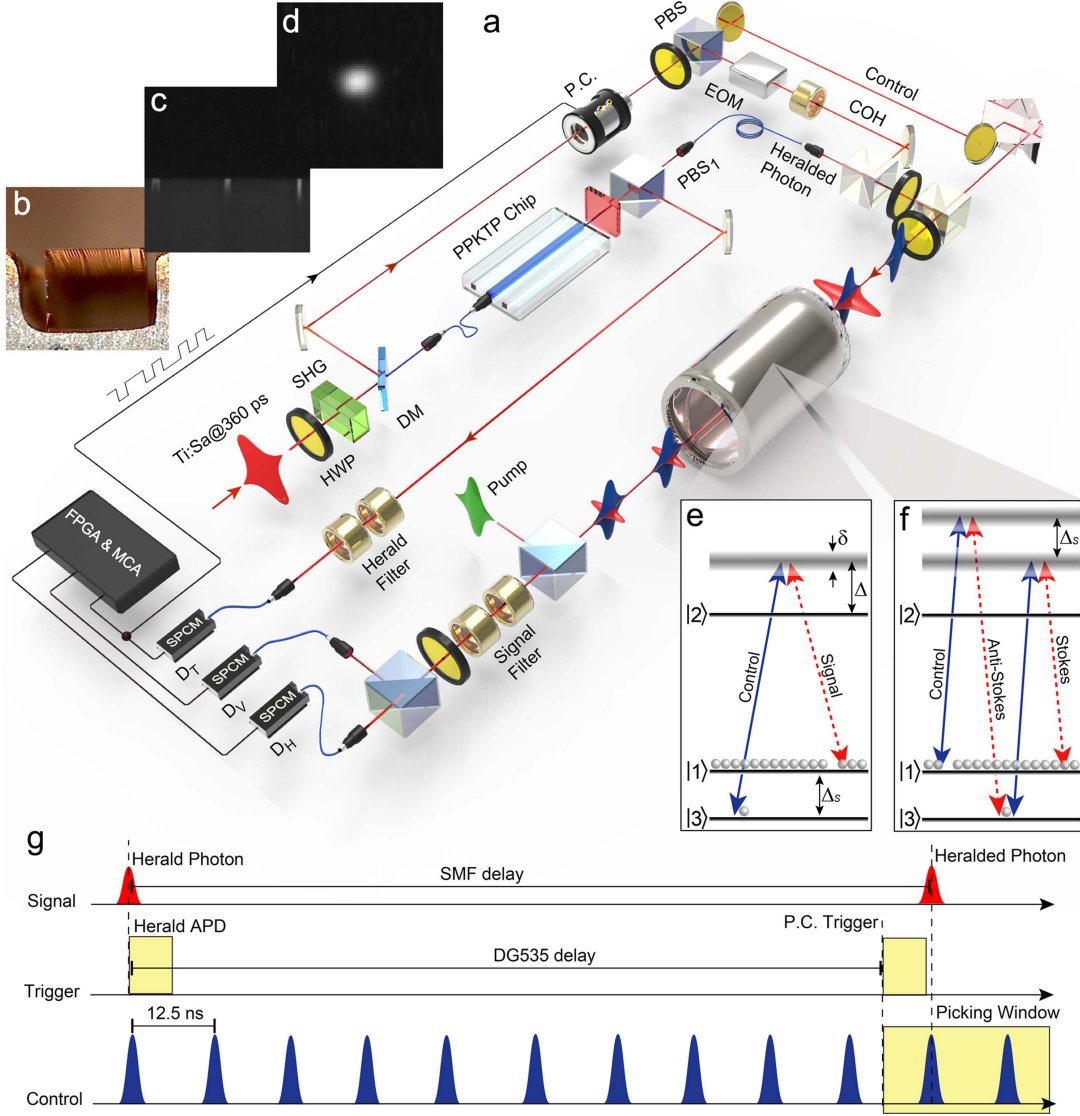 a
d
c
b
PBS
P.C.
Control
EOM
COH
PBS1
Heralded
Photon
PPKTP Chip
SHG
DM
Ti:Sa@360 ps
HWP
Pump
FPGA & MCA
Herald
Filter
Signal
Filter
SPCM
DT
SPCM
DV
SPCM
DH
e
δ
Δ
|2⟩
Control
Signal
|1⟩
Δs
|3⟩
f
Δs
|2⟩
Control
Anti-Stokes
Stokes
|1⟩
|3⟩
g
Herald Photon
Heralded Photon
SMF delay
Signal
Herald APD
P.C. Trigger
DG535 delay
Trigger
12.5 ns
Picking Window
Control